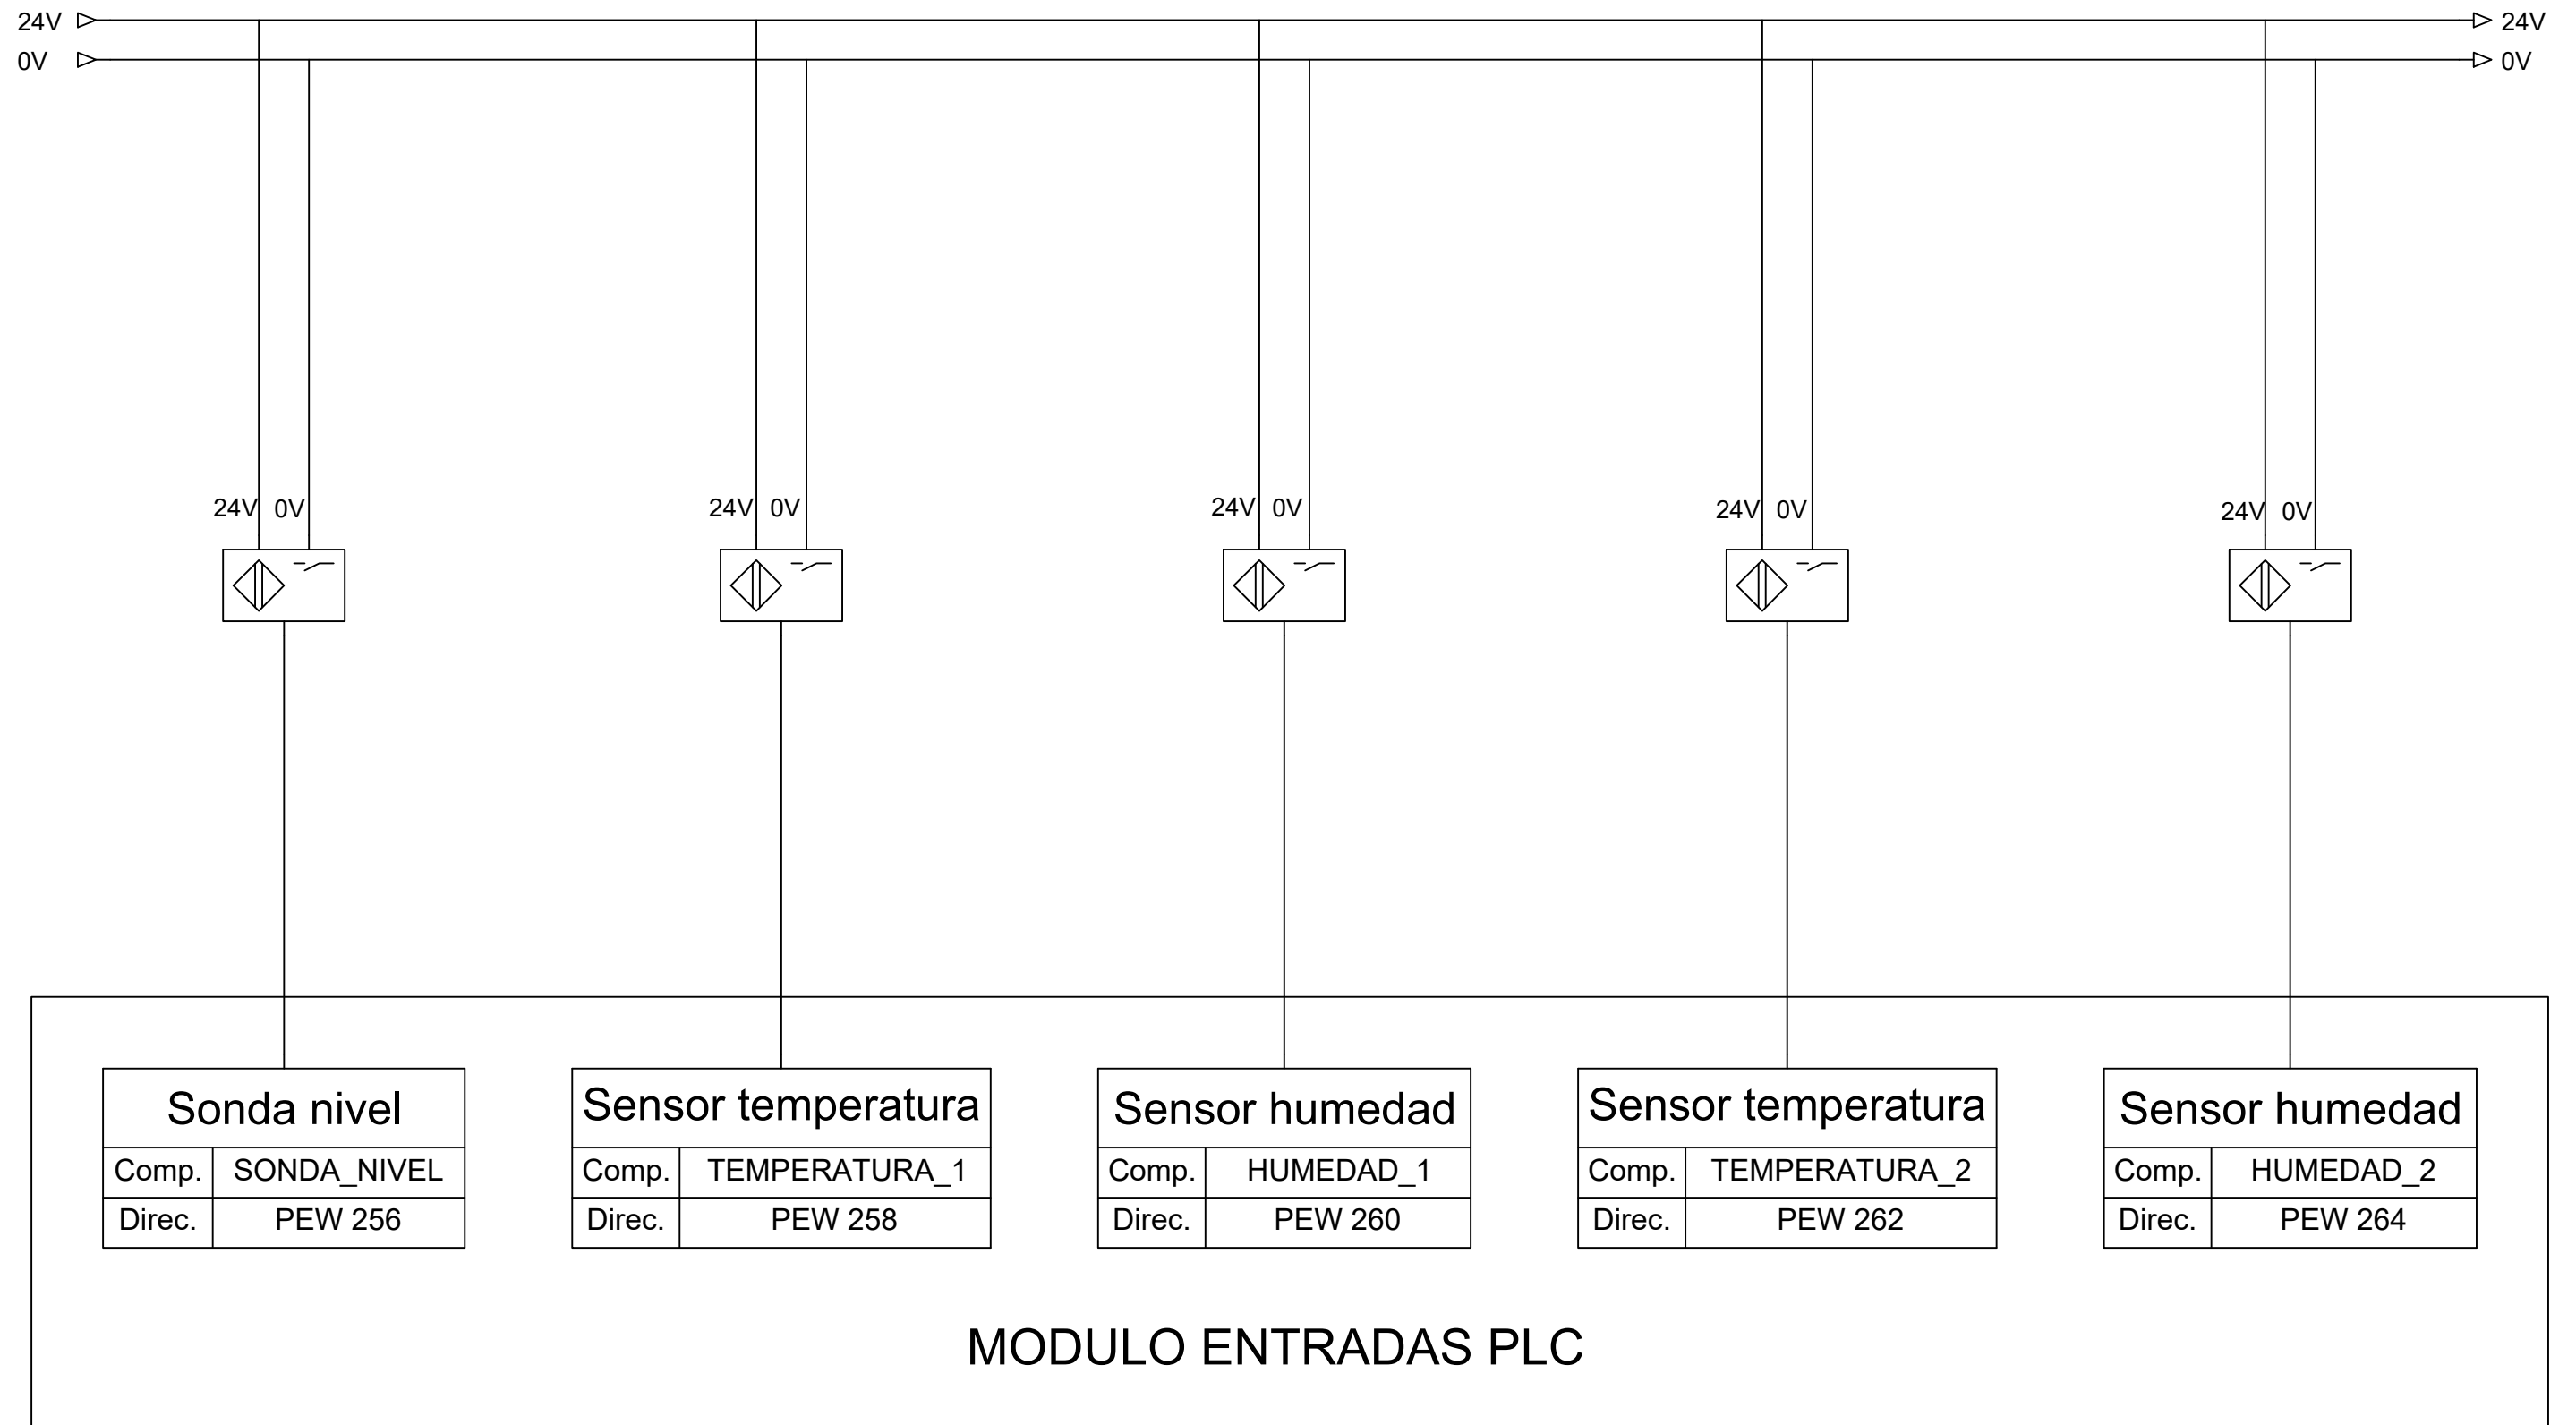 24V 24V
0V 0V
24V 0V 24V 0V 24V 0V 24V 0V 24V 0V
Sonda nivel
Comp. SONDA_NIVEL
Direc. PEW 256
Sensor temperatura
Comp. TEMPERATURA_1
Direc. PEW 258
Sensor humedad
Comp. HUMEDAD_1
Direc. PEW 260
Sensor temperatura
Comp. TEMPERATURA_2
Direc. PEW 262
Sensor humedad
Comp. HUMEDAD_2
Direc. PEW 264
MODULO ENTRADAS PLC